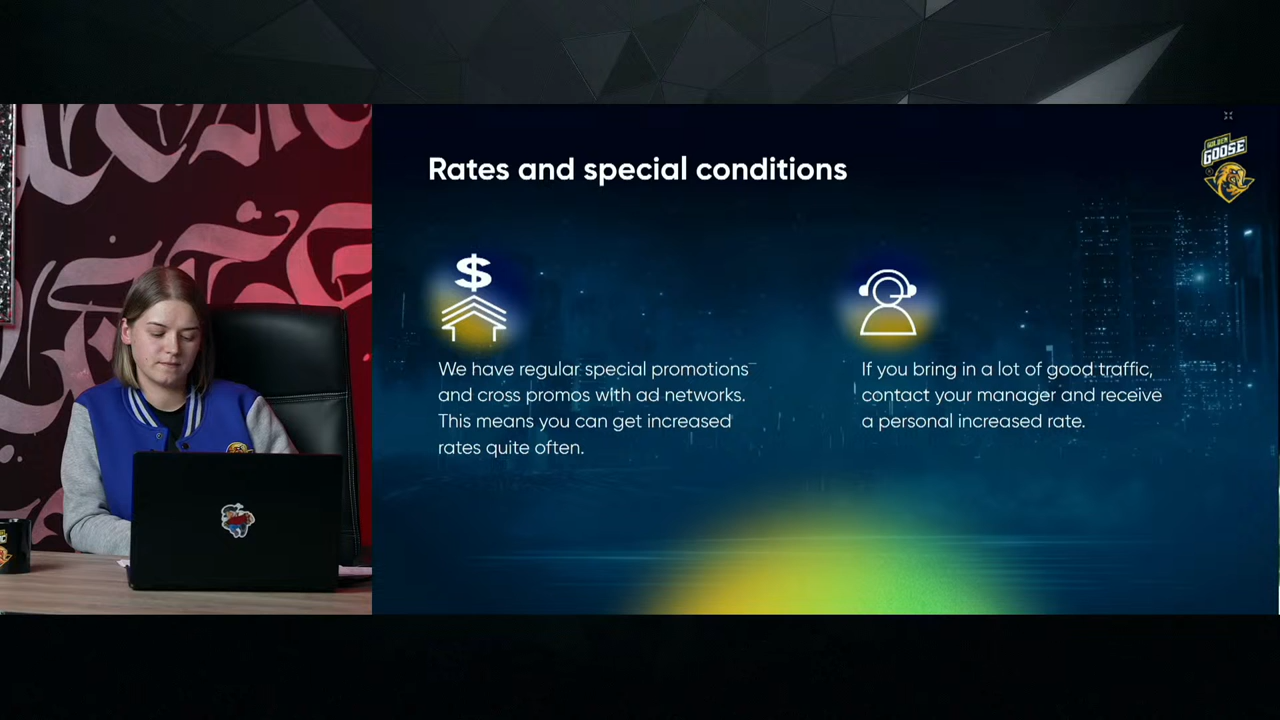 Rates and special conditions
GOLDEN
GOOSE
We have regular special promotions
and cross promos with ad networks.
This means you can get increased
rates quite often.
If you bring in a lot of good traffic,
contact your manager and receive
a personal increased rate.